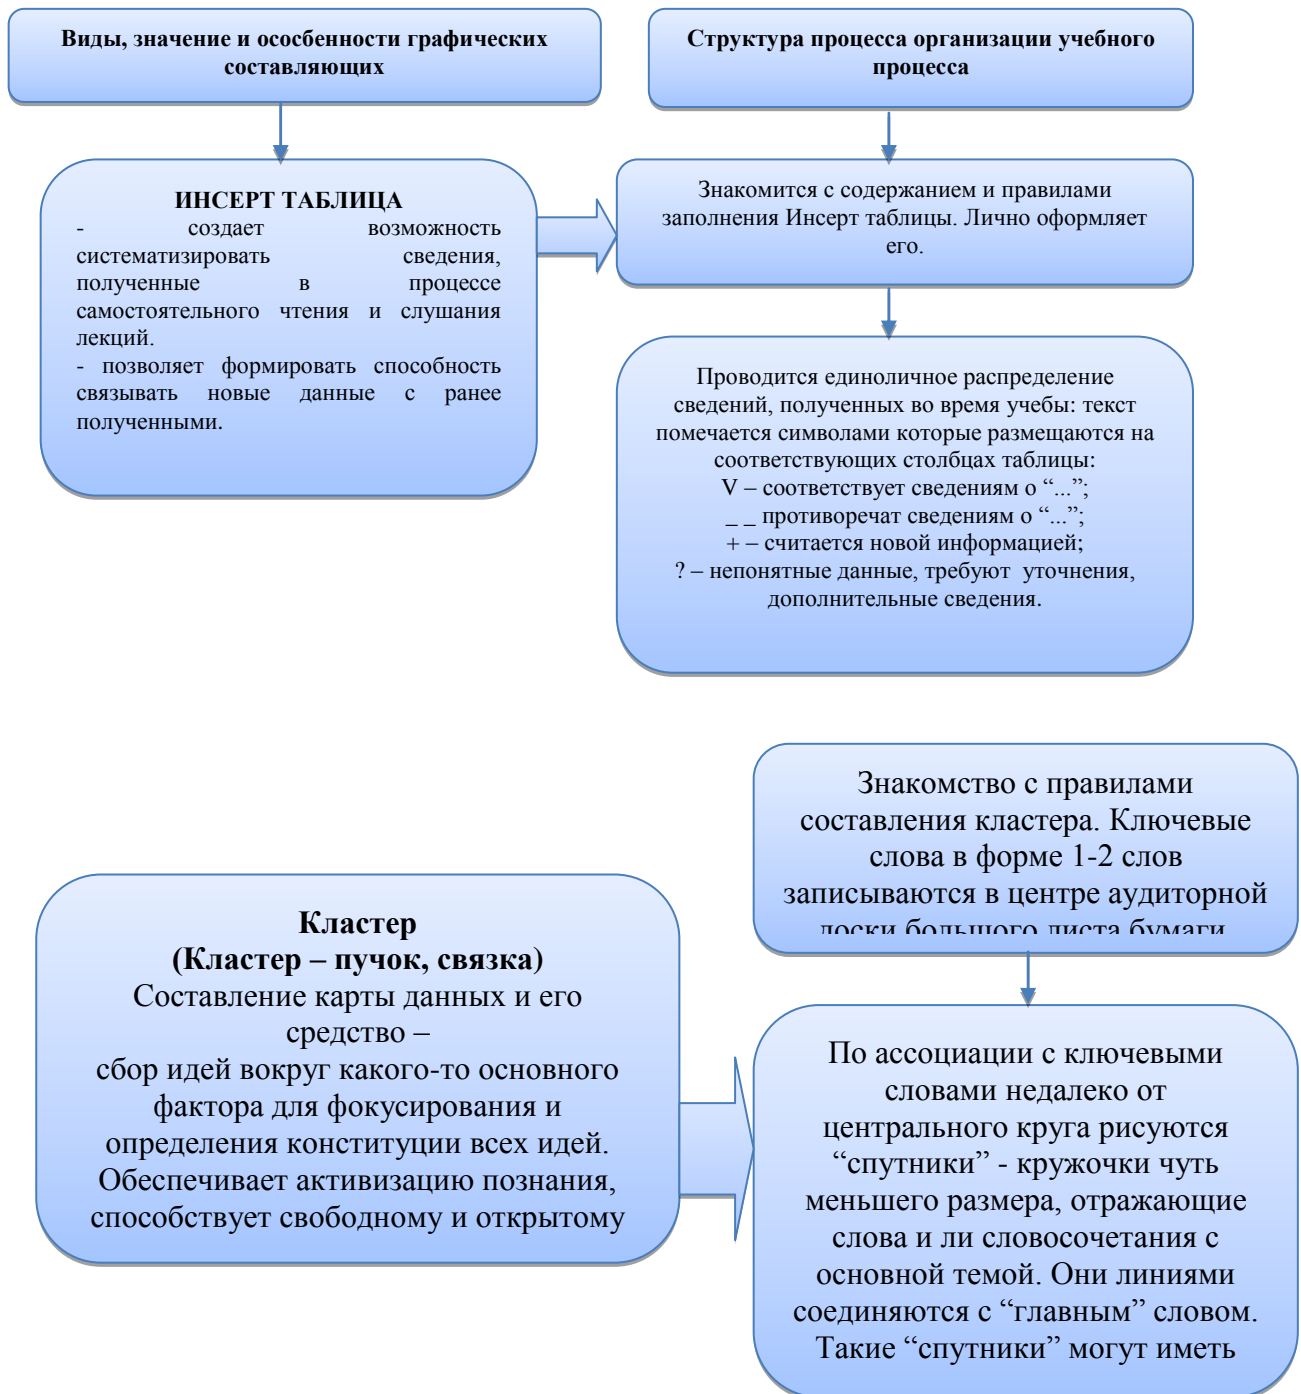 Виды, значение и ососбенности графических
составляющих
Структура процесса организации учебного
процесса
ИНСЕРТ ТАБЛИЦА
- создает возможность
систематизировать сведения,
полученные в процессе
самостоятельного чтения и слушания
лекций.
- позволяет формировать способность
связывать новые данные с ранее
полученными.
Знакомится с содержанием и правилами
заполнения Инсерт таблицы. Лично оформляет
его.
Проводится единоличное распределение
сведений, полученных во время учебы: текст
помечается символами которые размещаются на
соответствующих столбцах таблицы:
V – соответствует сведениям о “...”;
_ _ противоречат сведениям о “...”;
+ – считается новой информацией;
? – непонятные данные, требуют уточнения,
дополнительные сведения.
Знакомство с правилами
составления кластера. Ключевые
слова в форме 1-2 слов
записываются в центре аудиторной
доски большого листа бумаги
Кластер
(Кластер – пучок, связка)
Составление карты данных и его
средство –
сбор идей вокруг какого-то основного
фактора для фокусирования и
определения конституции всех идей.
Обеспечивает активизацию познания,
способствует свободному и открытому
По ассоциации с ключевыми
словами недалеко от
центрального круга рисуются
“спутники” - кружочки чуть
меньшего размера, отражающие
слова и ли словосочетания с
основной темой. Они линиями
соединяются с “главным” словом.
Такие “спутники” могут иметь